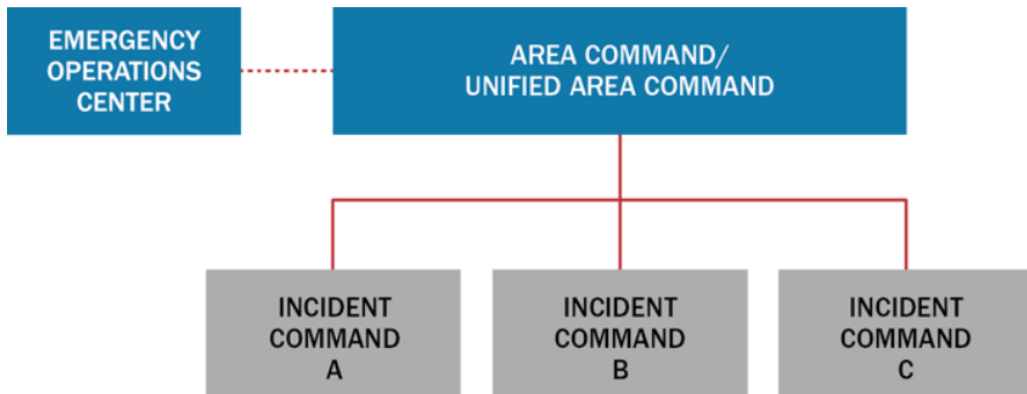 EMERGENCY
OPERATIONS
CENTER
AREA COMMAND/
UNIFIED AREA COMMAND
INCIDENT
COMMAND
A
INCIDENT
COMMAND
B
INCIDENT
COMMAND
C